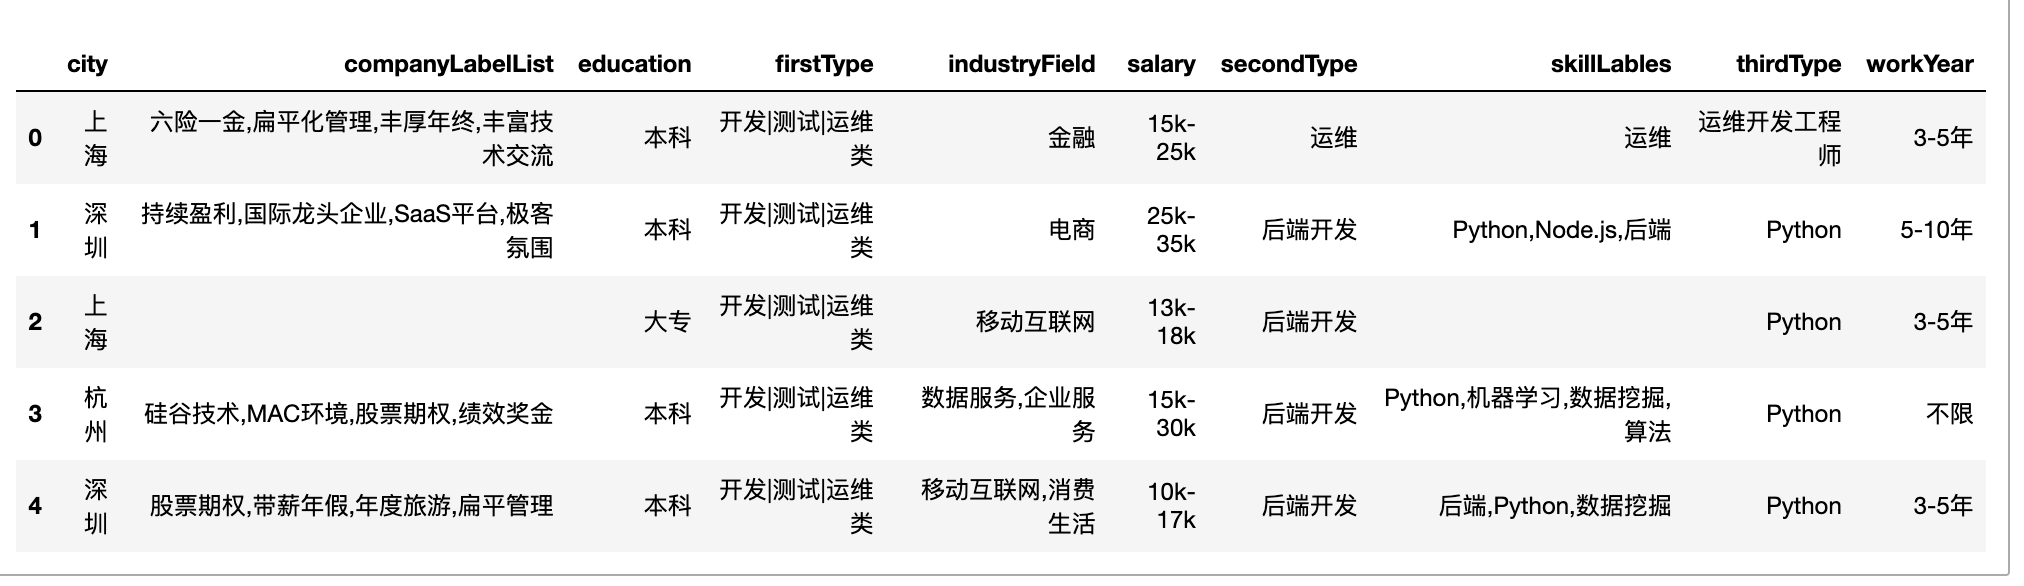 city companyLabelList education firstType industryField salary secondType skillLables thirdType workYear
0 上海 六险一金,扁平化管理,丰厚年终,丰富技术交流 本科 开发|测试|运维类 金融 15k-25k 运维 运维 运维开发工程师 3-5年
1 深圳 持续盈利,国际龙头企业,SaaS平台,极客氛围 本科 开发|测试|运维类 电商 25k-35k 后端开发 Python,Node.js,后端 Python 5-10年
2 上海 大专 开发|测试|运维类 移动互联网 13k-18k 后端开发 Python 3-5年
3 杭州 硅谷技术,MAC环境,股票期权,绩效奖金 本科 开发|测试|运维类 数据服务,企业服务 15k-30k 后端开发 Python,机器学习,数据挖掘,算法 Python 不限
4 深圳 股票期权,带薪年假,年度旅游,扁平管理 本科 开发|测试|运维类 移动互联网,消费生活 10k-17k 后端开发 后端,Python,数据挖掘 Python 3-5年